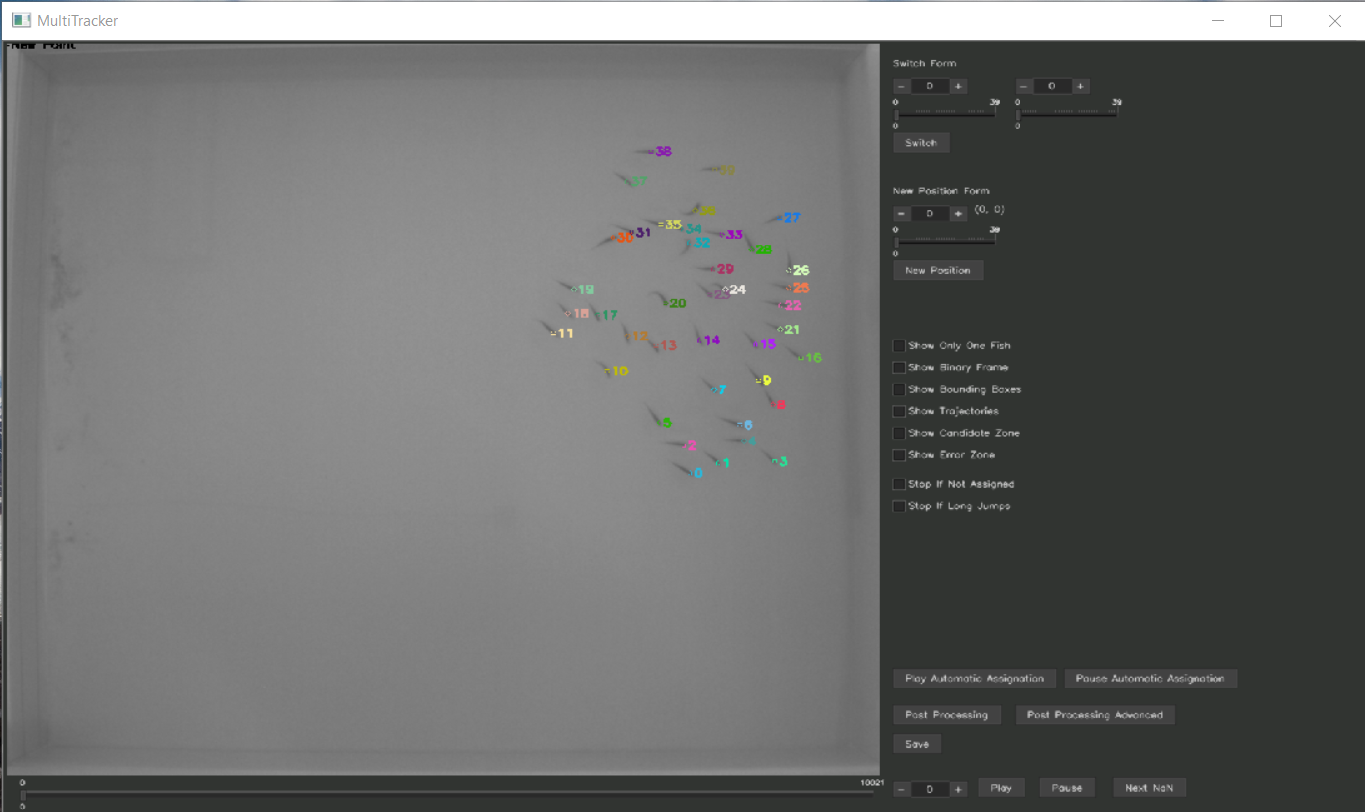 MultiTracker
New Point
Switch Form
- 0 + - 0 +
0 39 0 39
0 0
Switch
New Position Form
- 0 + (0, 0)
0 39
0
New Position
38
37
36
27
35
34
31
33
30
32
28
29
26
19
24
25
23
20
22
18
17
11
21
12
14
13
15
16
10
9
7
8
5
6
4
2
1
3
0
Show Only One Fish
Show Binary Frame
Show Bounding Boxes
Show Trajectories
Show Candidate Zone
Show Error Zone
Stop If Not Assigned
Stop If Long Jumps
Play Automatic Assignation Pause Automatic Assignation
Post Processing Post Processing Advanced
Save
0 10021
0
- 0 + Play Pause Next NaN